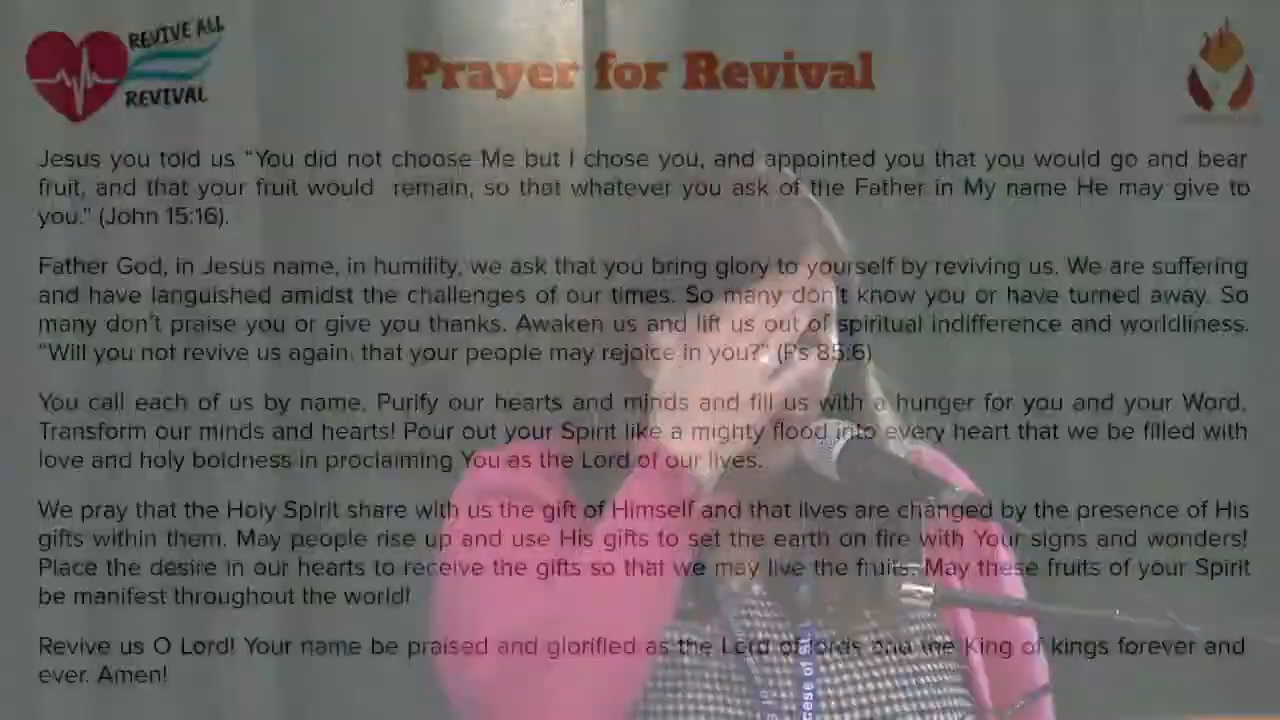 REVIVE ALL
REVIVAL
Prayer for Revival
Jesus you told us “You did not choose Me but I chose you, and appointed you that you would go and bear
fruit, and that your fruit would remain, so that whatever you ask of the Father in My name He may give to
you.” (John 15:16).
Father God, in Jesus name, in humility, we ask that you bring glory to yourself by reviving us. We are suffering
and have languished amidst the challenges of our times. So many don’t know you or have turned away. So
many don’t praise you or give you thanks. Awaken us and lift us out of spiritual indifference and worldliness.
“Will you not revive us again, that your people may rejoice in you?” (Ps 85:6)
You call each of us by name. Purify our hearts and minds and fill us with a hunger for you and your Word.
Transform our minds and hearts! Pour out your Spirit like a mighty flood into every heart that we be filled with
love and holy boldness in proclaiming You as the Lord of our lives.
We pray that the Holy Spirit share with us the gift of Himself and that lives are changed by the presence of His
gifts within them. May people rise up and use His gifts to set the earth on fire with Your signs and wonders!
Place the desire in our hearts to receive the gifts so that we may live the fruits. May these fruits of your Spirit
be manifest throughout the world!
Revive us O Lord! Your name be praised and glorified as the Lord of lords and the King of kings forever and
ever. Amen!